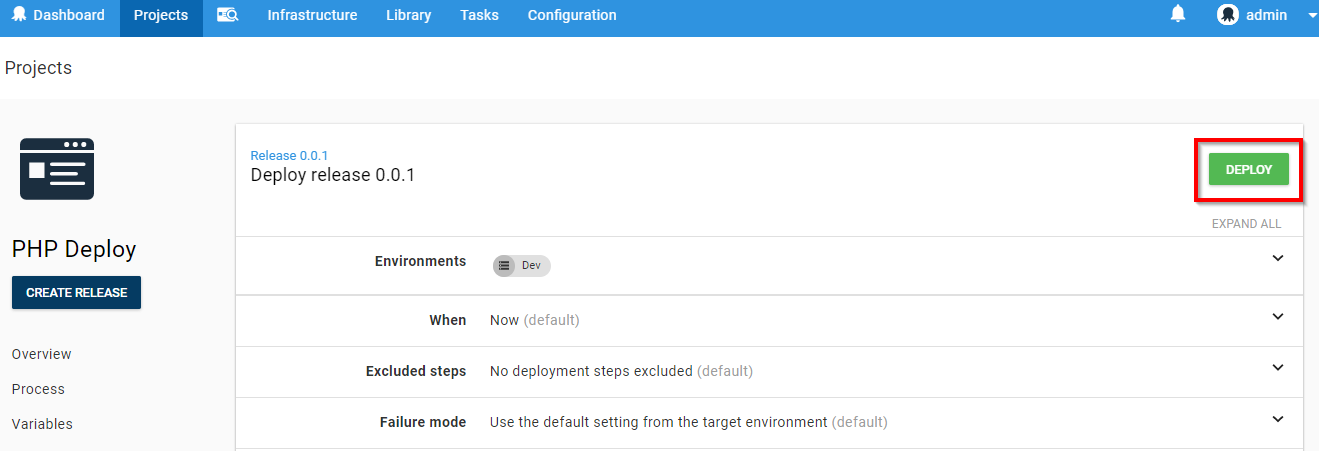 Dashboard Projects Infrastructure Library Tasks Configuration admin
Projects
Release 0.0.1
Deploy release 0.0.1
DEPLOY
EXPAND ALL
PHP Deploy
CREATE RELEASE
Overview
Process
Variables
Environments Dev
When Now (default)
Excluded steps No deployment steps excluded (default)
Failure mode Use the default setting from the target environment (default)